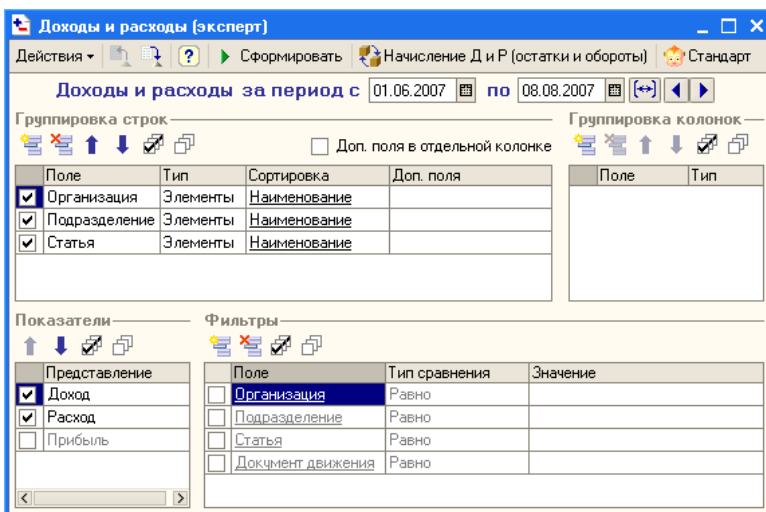 Доходы и расходы (эксперт)
Действия ? Сформировать Начисление Д и Р (остатки и обороты) Стандарт
Доходы и расходы за период с 01.06.2007 по 08.08.2007
Группировка строк Группировка колонок
Доп. поля в отдельной колонке
Поле Тип Сортировка Доп. поля Поле Тип
Организация Элементы Наименование
Подразделение Элементы Наименование
Статья Элементы Наименование
Показатели Фильтры
Представление Поле Тип сравнения Значение
Доход Организация Равно
Расход Подразделение Равно
Прибыль Статья Равно
Документ движения Равно